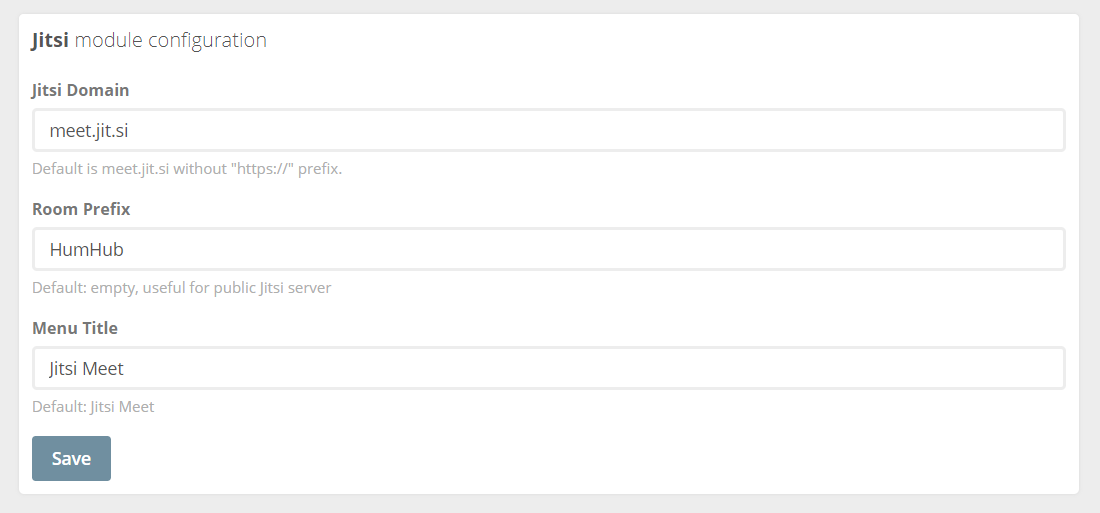 Jitsi module configuration
Jitsi Domain
meet.jit.si
Default is meet.jit.si without "https://" prefix.
Room Prefix
HumHub
Default: empty, useful for public Jitsi server
Menu Title
Jitsi Meet
Default: Jitsi Meet
Save